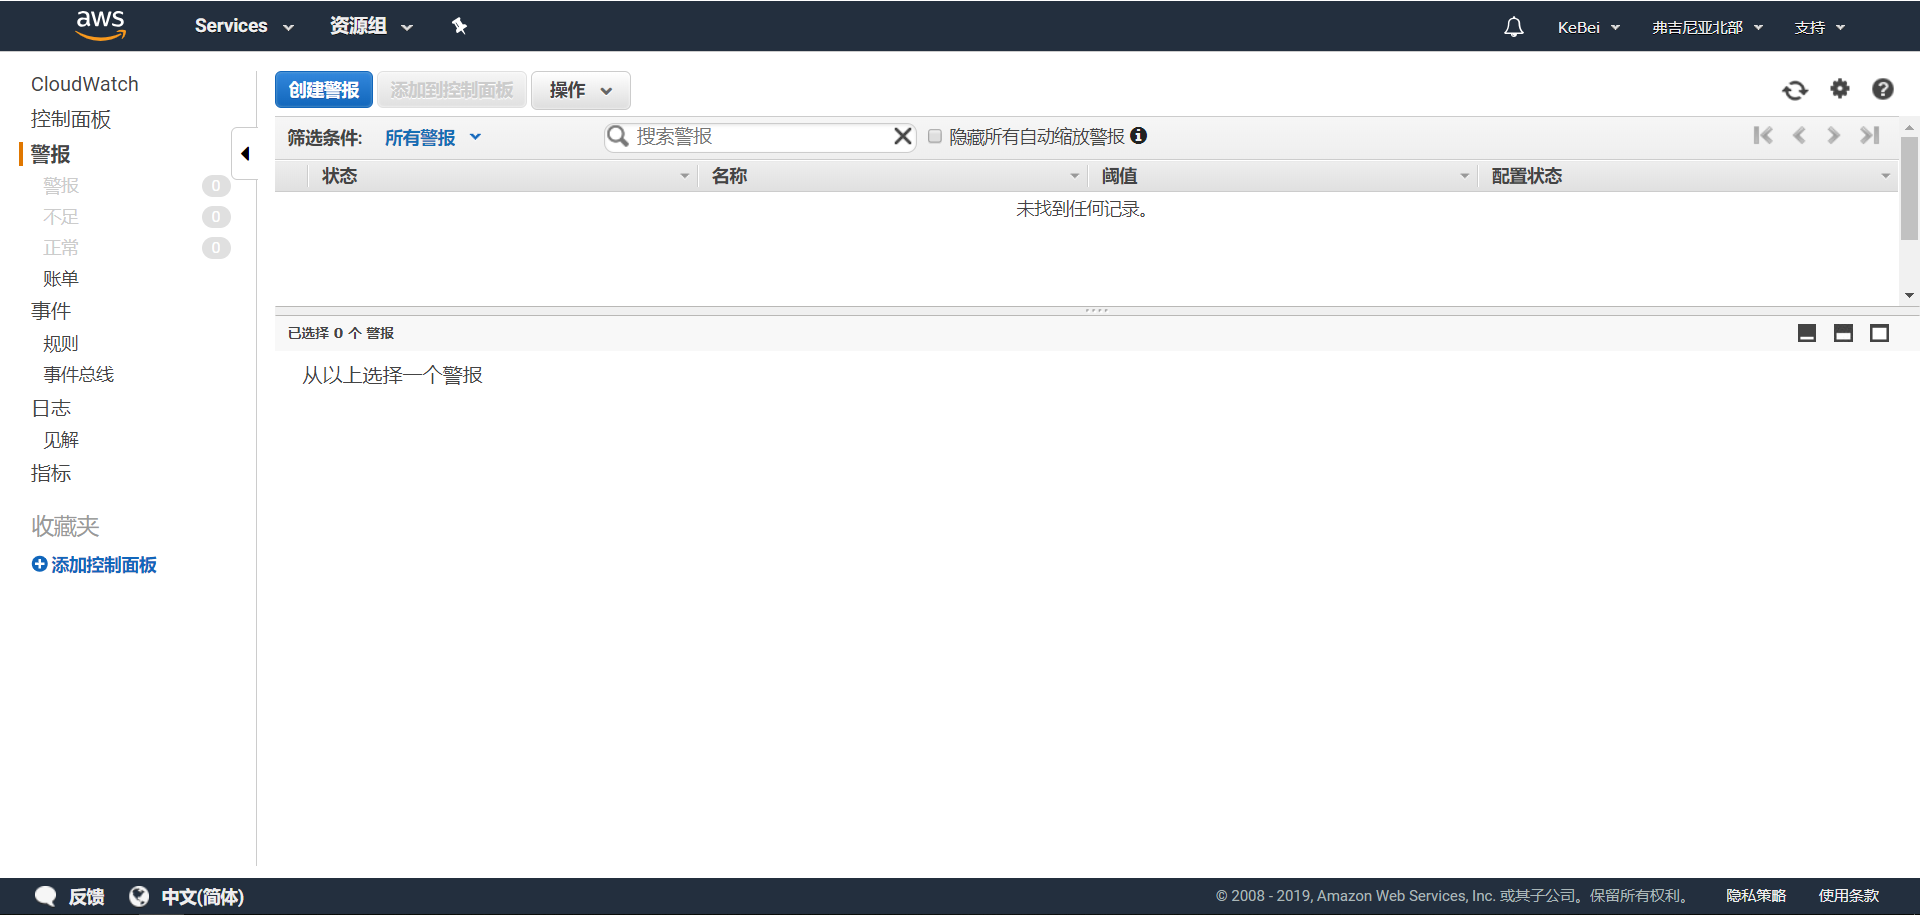 aws Services 资源组 KeBei 弗吉尼亚北部 支持
CloudWatch
控制面板
警报
警报 0
不足 0
正常 0
账单
事件
规则
事件总线
日志
见解
指标
收藏夹
添加控制面板
创建警报 添加到控制面板 操作
筛选条件: 所有警报 搜索警报 隐藏所有自动缩放警报
状态 名称 阈值 配置状态
未找到任何记录。
已选择 0 个 警报
从以上选择一个警报
反馈 中文(简体) © 2008 - 2019, Amazon Web Services, Inc. 或其子公司。保留所有权利。 隐私策略 使用条款